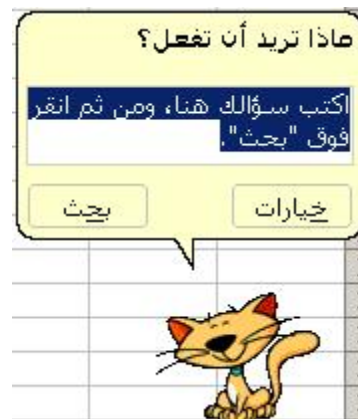 ماذا تريد أن تفعل؟
اكتب سؤالك هنا، ومن ثم انقر
فوق "بحث".
خيارات
بحث